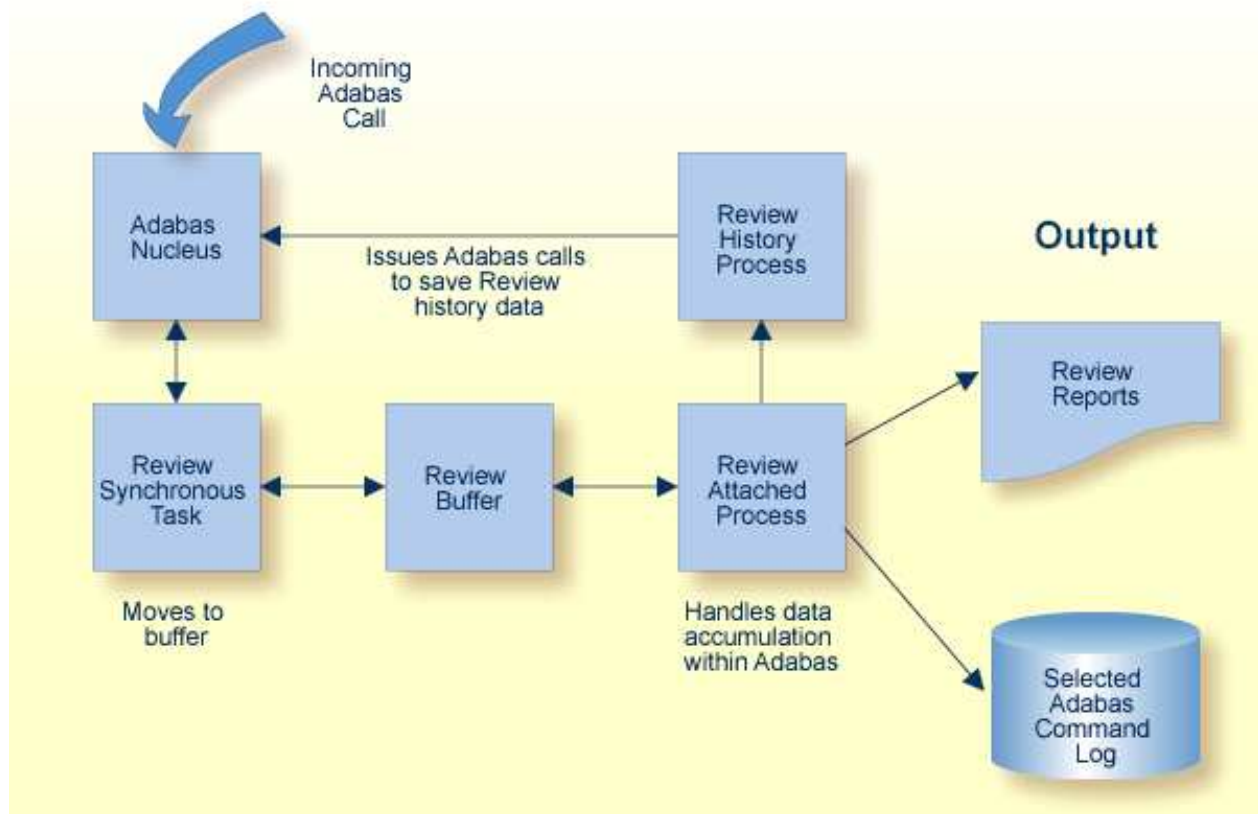 Incoming
Adabas
Call
Adabas
Nucleus
Issues Adabas calls
to save Review
history data
Review
History
Process
Output
Review
Reports
Review
Synchronous
Task
Review
Buffer
Review
Attached
Process
Moves to
buffer
Handles data
accumulation
within Adabas
Selected
Adabas
Command
Log